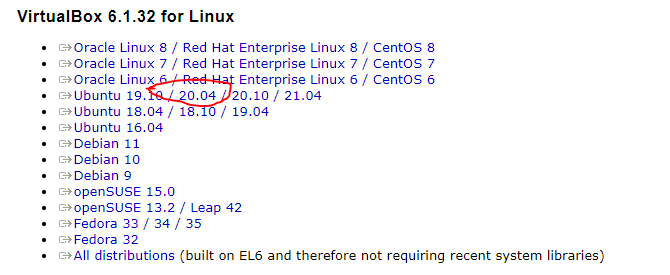 VirtualBox 6.1.32 for Linux
Oracle Linux 8 / Red Hat Enterprise Linux 8 / CentOS 8
Oracle Linux 7 / Red Hat Enterprise Linux 7 / CentOS 7
Oracle Linux 6 / Red Hat Enterprise Linux 6 / CentOS 6
Ubuntu 19.10 / 20.04 / 20.10 / 21.04
Ubuntu 18.04 / 18.10 / 19.04
Ubuntu 16.04
Debian 11
Debian 10
Debian 9
openSUSE 15.0
openSUSE 13.2 / Leap 42
Fedora 33 / 34 / 35
Fedora 32
All distributions (built on EL6 and therefore not requiring recent system libraries)